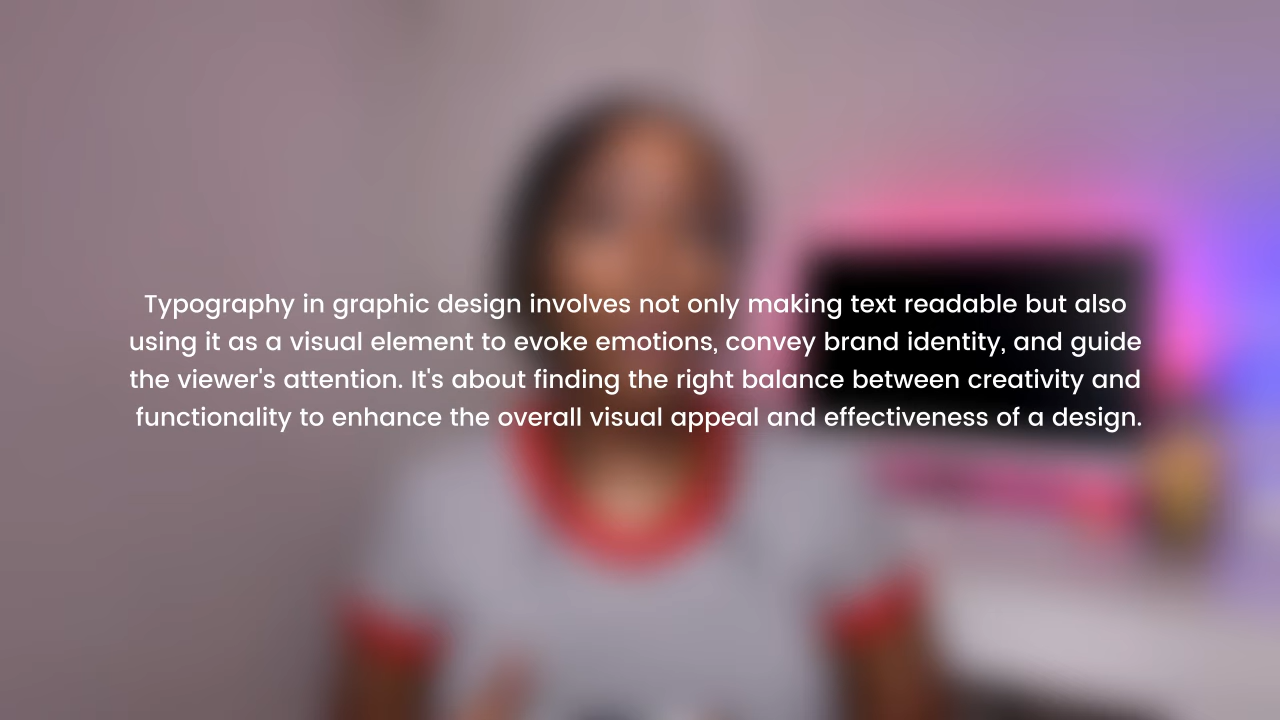 Typography in graphic design involves not only making text readable but also
using it as a visual element to evoke emotions, convey brand identity, and guide
the viewer's attention. It's about finding the right balance between creativity and
functionality to enhance the overall visual appeal and effectiveness of a design.